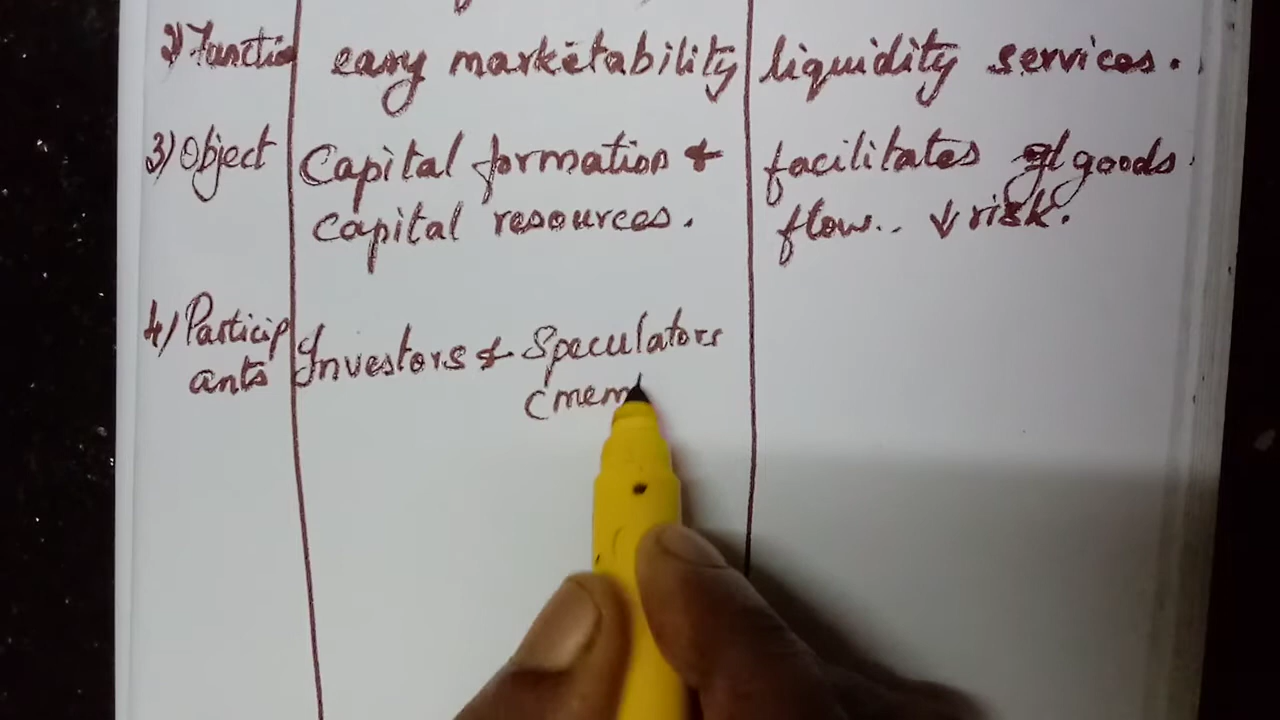 2) Functio easy marketability liquidity services.
3) Object Capital formation & facilitates goods
capital resources. flow.. ↓ risk.
4) Particip Investors & Speculators
ants (mem